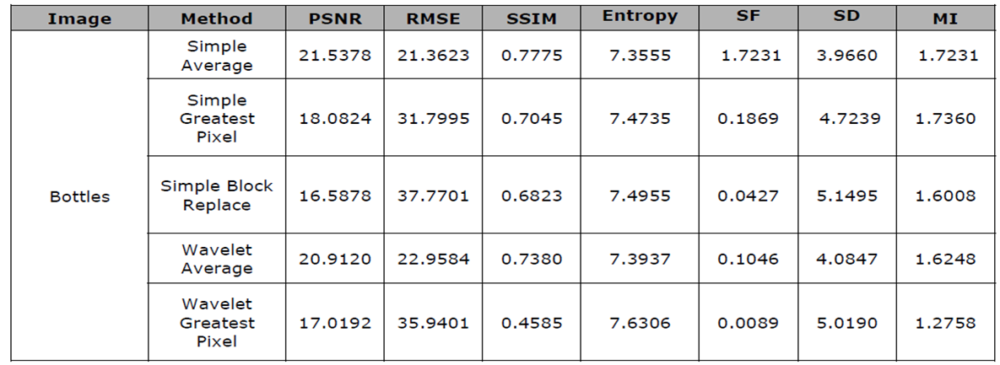 Image Method PSNR RMSE SSIM Entropy SF SD MI
Simple
Average 21.5378 21.3623 0.7775 7.3555 1.7231 3.9660 1.7231
Simple
Greatest
Pixel 18.0824 31.7995 0.7045 7.4735 0.1869 4.7239 1.7360
Bottles
Simple Block
Replace 16.5878 37.7701 0.6823 7.4955 0.0427 5.1495 1.6008
Wavelet
Average 20.9120 22.9584 0.7380 7.3937 0.1046 4.0847 1.6248
Wavelet
Greatest
Pixel 17.0192 35.9401 0.4585 7.6306 0.0089 5.0190 1.2758